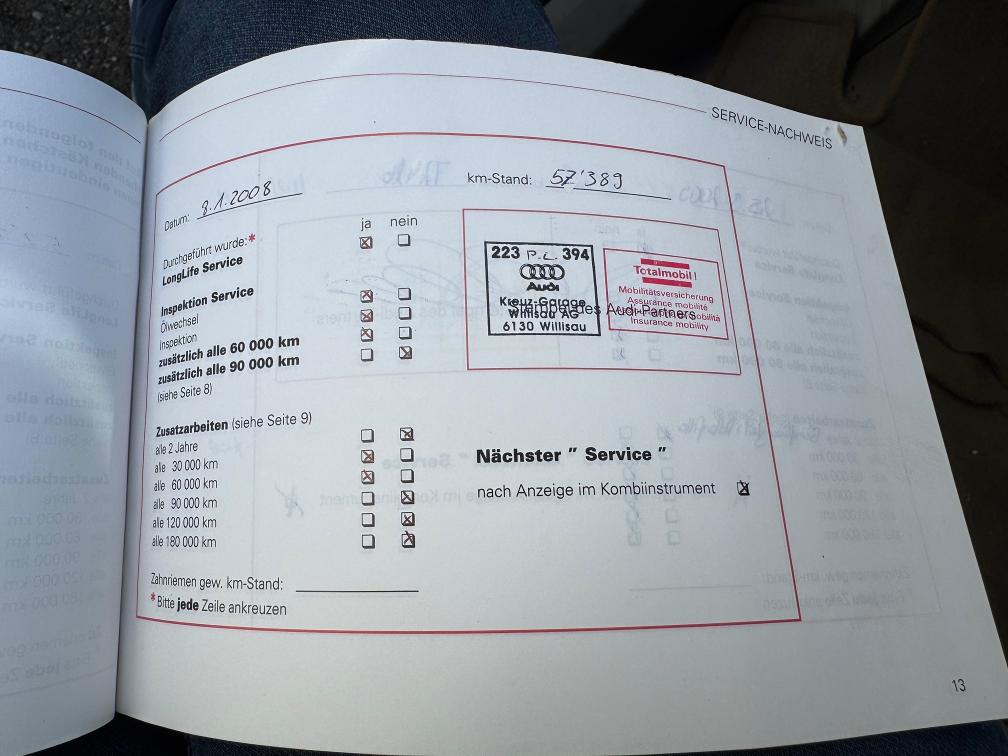 SERVICE-NACHWEIS
Datum: 8.1.2008
km-Stand: 57'389
ja nein
Durchgeführt wurde:*
LongLife Service
Inspektion Service
Ölwechsel
Inspektion
zusätzlich alle 60 000 km
zusätzlich alle 90 000 km
(siehe Seite 8)
223 P.L. 394
Audi
Kreuz-Garage
Willisau AG
6130 Willisau
Totalmobil!
Mobilitätsversicherung
Assurance mobilité
Insurance mobility
Stempel des Audi-Partners
Zusatzarbeiten (siehe Seite 9)
alle 2 Jahre
alle 30 000 km
alle 60 000 km
alle 90 000 km
alle 120 000 km
alle 180 000 km
Nächster " Service "
nach Anzeige im Kombiinstrument
Zahnriemen gew. km-Stand:
*Bitte jede Zeile ankreuzen
13